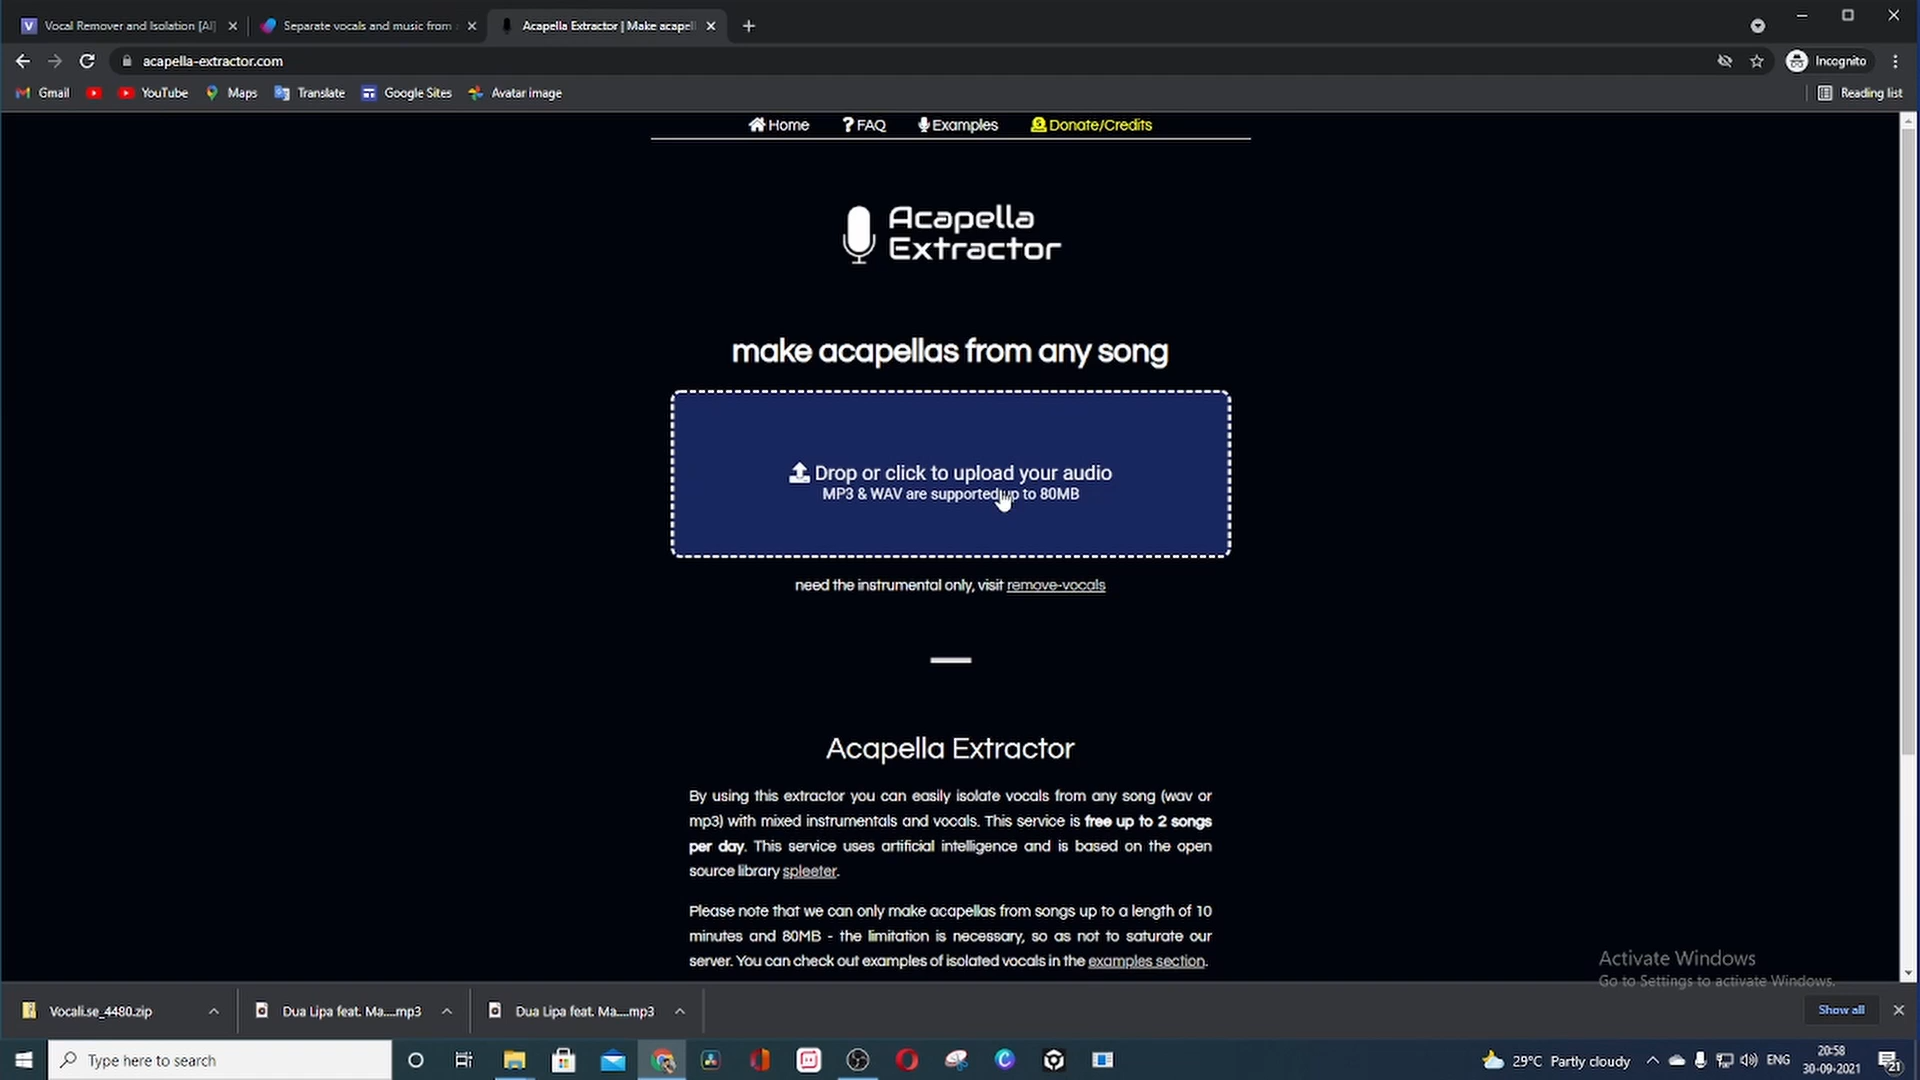 Vocal Remover and Isolation [AI]
Separate vocals and music from
Acapella Extractor | Make acapel
acapella-extractor.com
Incognito
Gmail
YouTube
Maps
Translate
Google Sites
Avatar image
Reading list
Home
FAQ
Examples
Donate/Credits
Acapella
Extractor
make acapellas from any song
Drop or click to upload your audio
MP3 & WAV are supported up to 80MB
need the instrumental only, visit remove-vocals
Acapella Extractor
By using this extractor you can easily isolate vocals from any song (wav or
mp3) with mixed instrumentals and vocals. This service is free up to 2 songs
per day. This service uses artificial intelligence and is based on the open
source library spleeter.
Please note that we can only make acapellas from songs up to a length of 10
minutes and 80MB - the limitation is necessary, so as not to saturate our
server. You can check out examples of isolated vocals in the examples section.
Activate Windows
Go to Settings to activate Windows.
Vocali.se_4480.zip
Dua Lipa feat. Ma....mp3
Dua Lipa feat. Ma....mp3
Show all
Type here to search
29°C Partly cloudy
ENG
20:58
30-09-2021
21